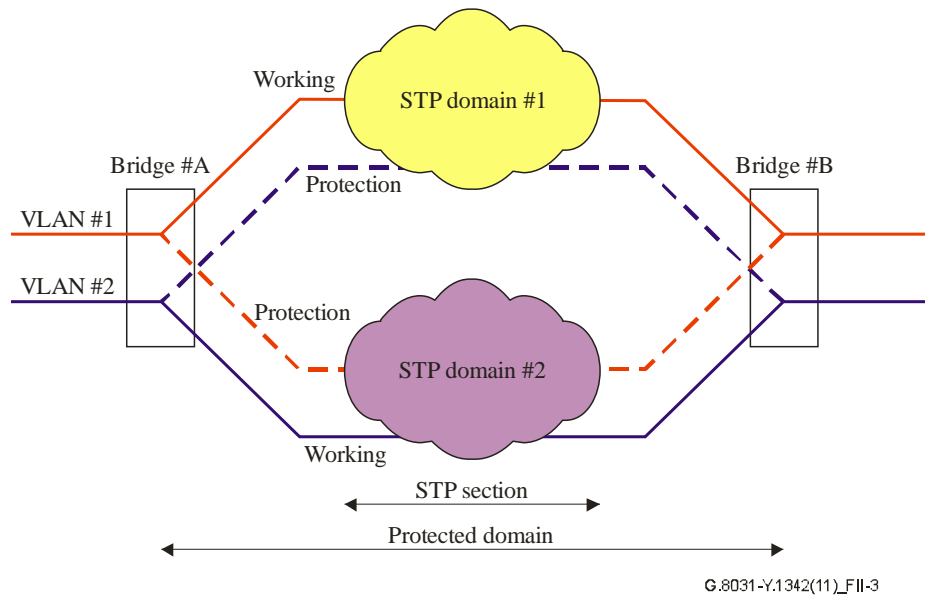 Working
STP domain #1
Bridge #A
Protection
Bridge #B
VLAN #1
VLAN #2
Protection
STP domain #2
Working
STP section
Protected domain
G.8031-Y.1342(11)_FII-3